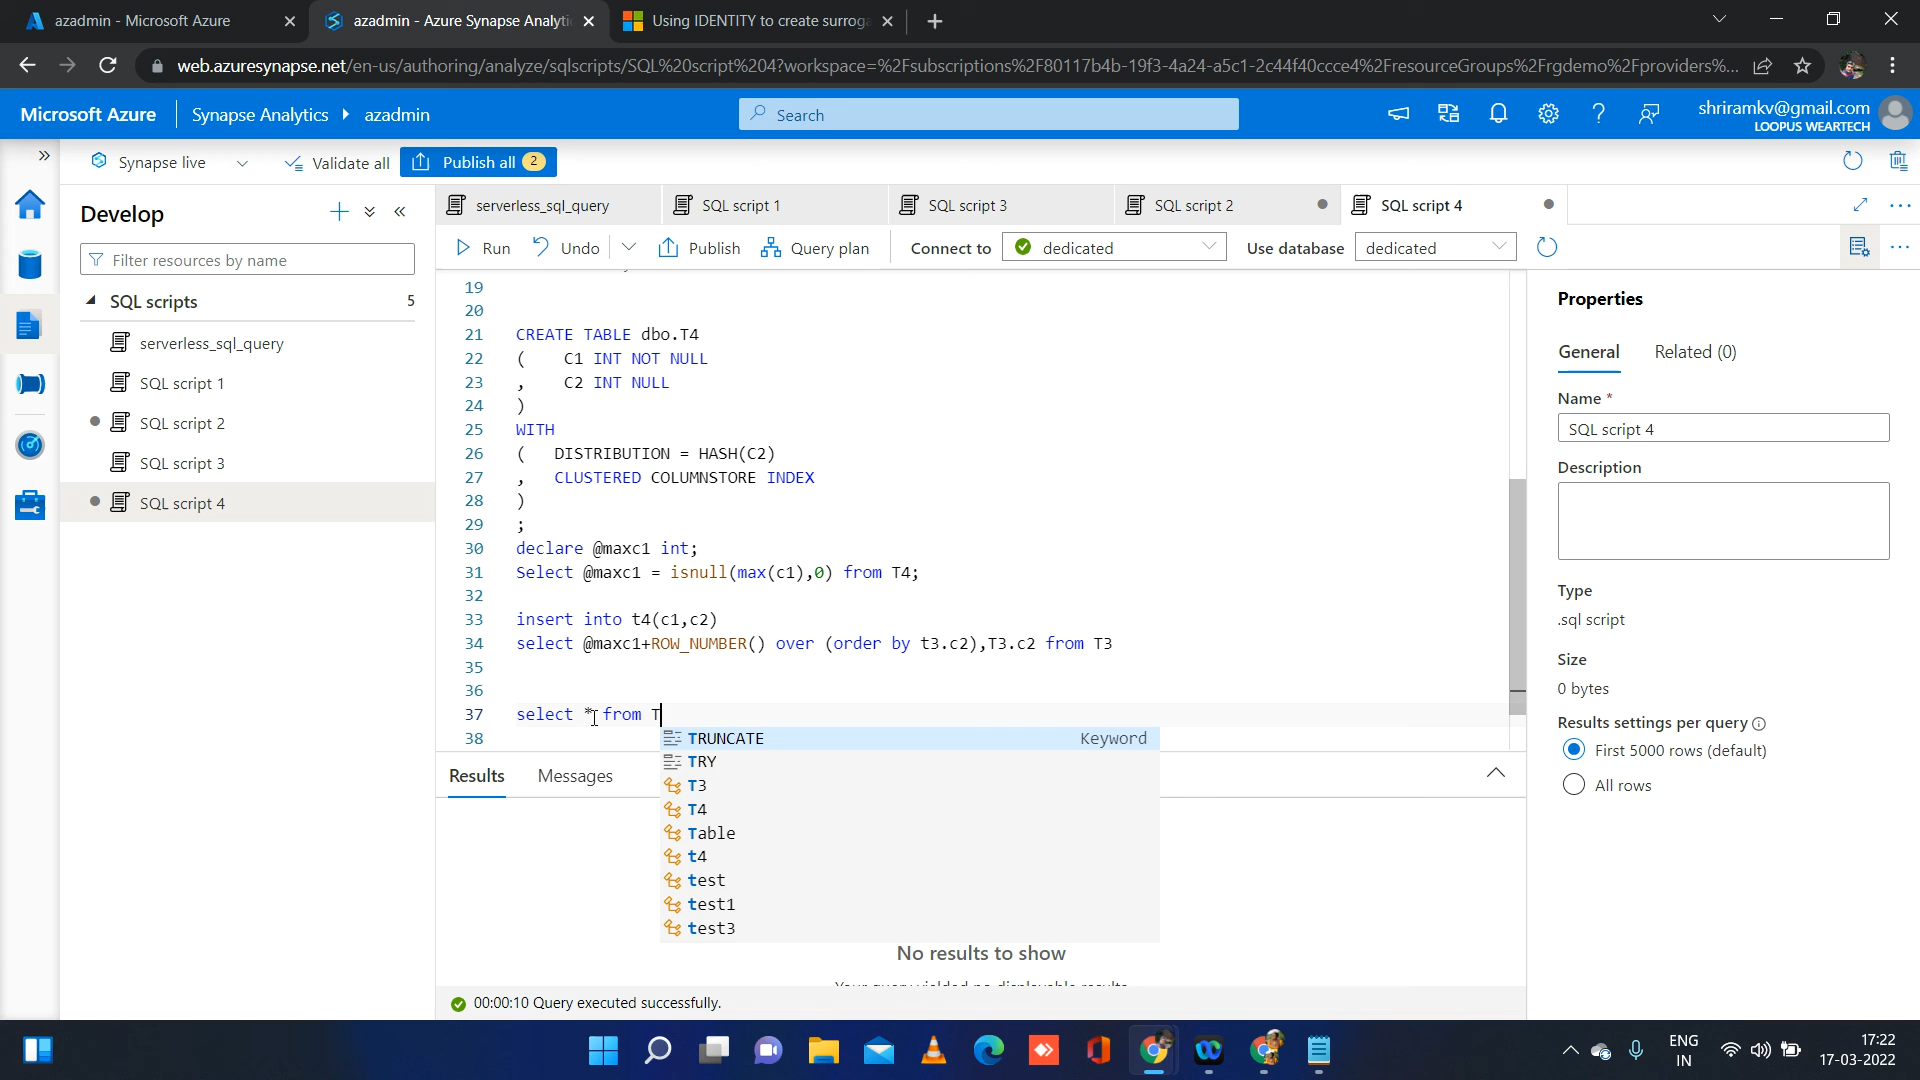 azadmin - Microsoft Azure
azadmin - Azure Synapse Analyti
Using IDENTITY to create surroga
web.azuresynapse.net/en-us/authoring/analyze/sqlscripts/SQL%20script%204?workspace=%2Fsubscriptions%2F80117b4b-19f3-4a24-a5c1-2c44f40ccce4%2FresourceGroups%2Frgdemo%2Fproviders%...
Microsoft Azure
Synapse Analytics
azadmin
Search
shriramkv@gmail.com
LOOPUS WEARTECH
Synapse live
Validate all
Publish all 2
Develop
Filter resources by name
SQL scripts 5
serverless_sql_query
SQL script 1
SQL script 2
SQL script 3
SQL script 4
serverless_sql_query
SQL script 1
SQL script 3
SQL script 2
SQL script 4
Run
Undo
Publish
Query plan
Connect to
dedicated
Use database
dedicated
19
20
21 CREATE TABLE dbo.T4
22 ( C1 INT NOT NULL
23 , C2 INT NULL
24 )
25 WITH
26 ( DISTRIBUTION = HASH(C2)
27 , CLUSTERED COLUMNSTORE INDEX
28 )
29 ;
30 declare @maxc1 int;
31 Select @maxc1 = isnull(max(c1),0) from T4;
32
33 insert into t4(c1,c2)
34 select @maxc1+ROW_NUMBER() over (order by t3.c2),T3.c2 from T3
35
36
37 select * from T
38
TRUNCATE Keyword
TRY
T3
T4
Table
t4
test
test1
test3
Results
Messages
No results to show
00:00:10 Query executed successfully.
Properties
General
Related (0)
Name *
SQL script 4
Description
Type
.sql script
Size
0 bytes
Results settings per query
First 5000 rows (default)
All rows
ENG
IN
17:22
17-03-2022